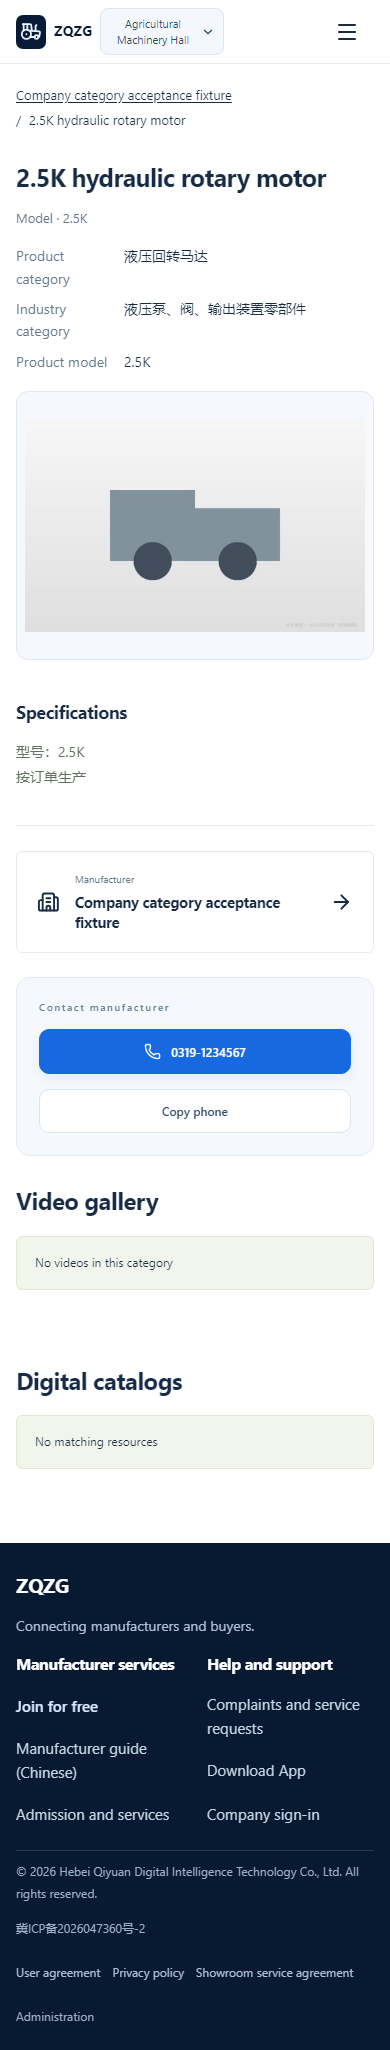 ZQZG
Agricultural
Machinery Hall
Company category acceptance fixture
/ 2.5K hydraulic rotary motor
2.5K hydraulic rotary motor
Model · 2.5K
Product
category
液压回转马达
Industry
category
液压泵、阀、输出装置零部件
Product model
2.5K
Specifications
型号：2.5K
按订单生产
Manufacturer
Company category acceptance
fixture
Contact manufacturer
0319-1234567
Copy phone
Video gallery
No videos in this category
Digital catalogs
No matching resources
ZQZG
Connecting manufacturers and buyers.
Manufacturer services
Join for free
Manufacturer guide
(Chinese)
Admission and services
Help and support
Complaints and service
requests
Download App
Company sign-in
© 2026 Hebei Qiyuan Digital Intelligence Technology Co., Ltd. All
rights reserved.
冀ICP备2026047360号-2
User agreement Privacy policy Showroom service agreement
Administration